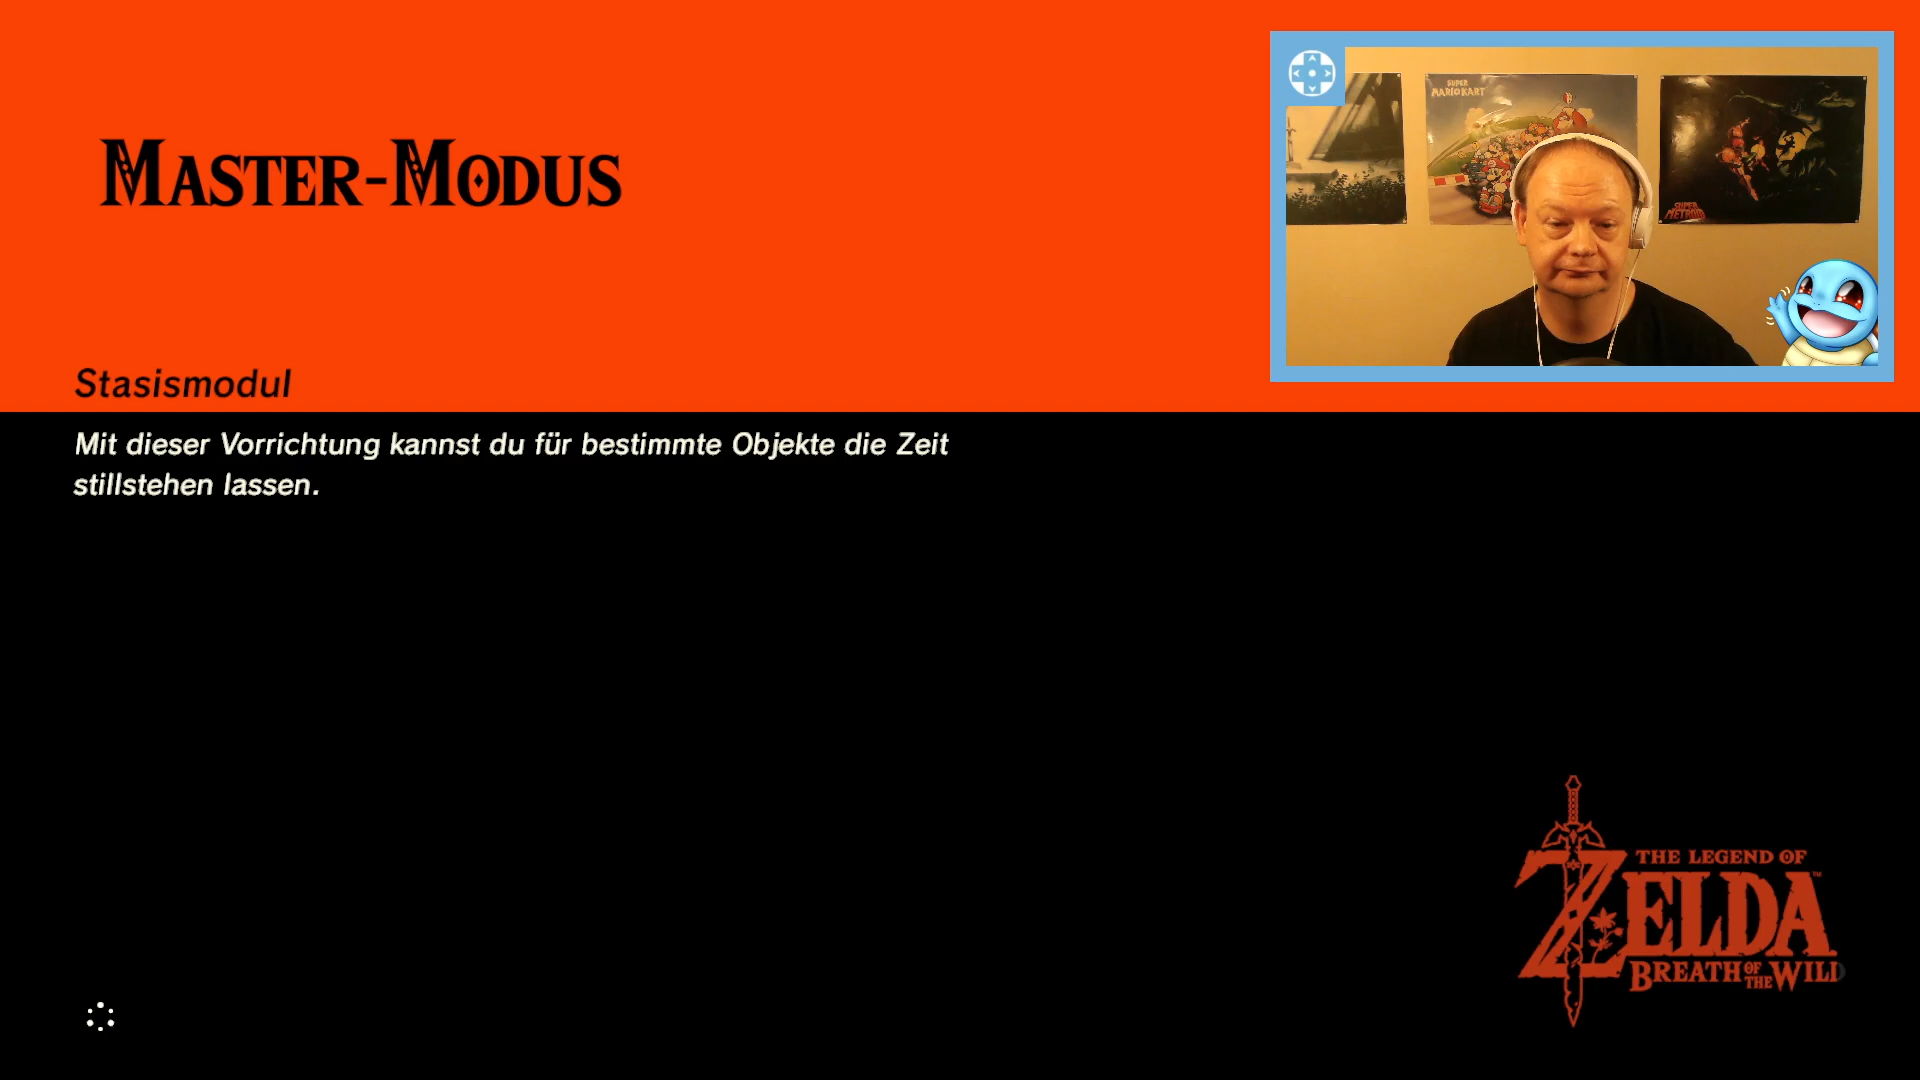 MASTER-MODUS
SUPER
MARIO KART
SUPER
METROID
Stasismodul
Mit dieser Vorrichtung kannst du für bestimmte Objekte die Zeit
stillstehen lassen.
THE LEGEND OF
ZELDA™
BREATH OF THE WILD